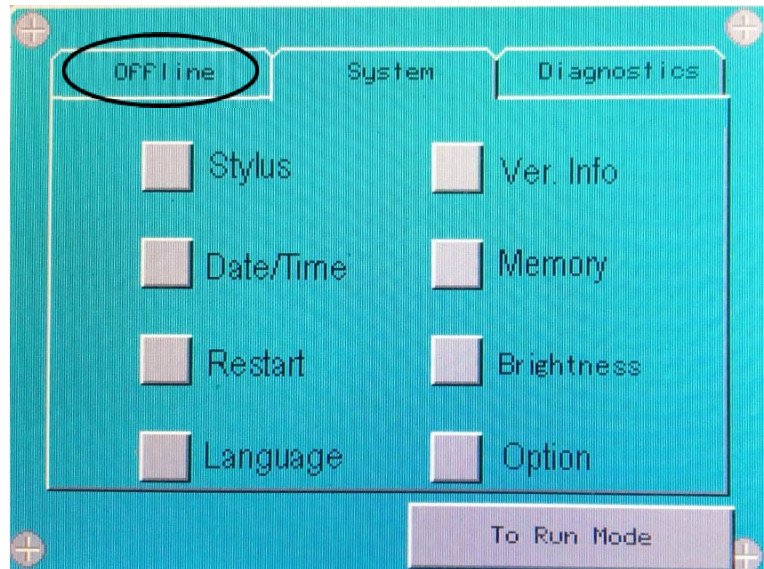 Offline System Diagnostics
Stylus Ver. Info
Date/Time Memory
Restart Brightness
Language Option
To Run Mode